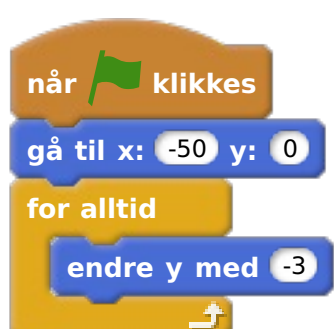 når klikkes
gå til x: -50 y: 0
for alltid
endre y med -3